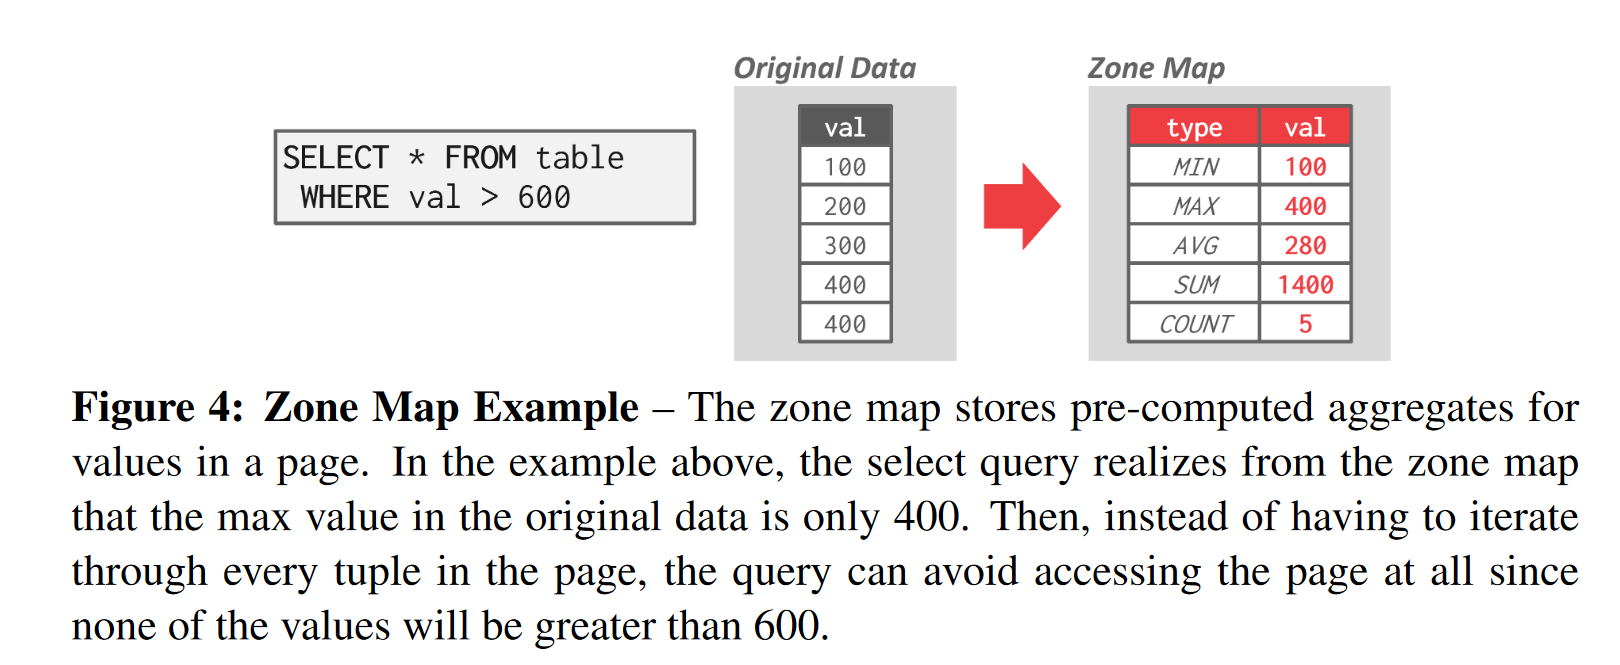 Original Data
Zone Map
SELECT * FROM table
WHERE val > 600
val
100
200
300
400
400
type val
MIN 100
MAX 400
AVG 280
SUM 1400
COUNT 5
Figure 4: Zone Map Example – The zone map stores pre-computed aggregates for
values in a page. In the example above, the select query realizes from the zone map
that the max value in the original data is only 400. Then, instead of having to iterate
through every tuple in the page, the query can avoid accessing the page at all since
none of the values will be greater than 600.